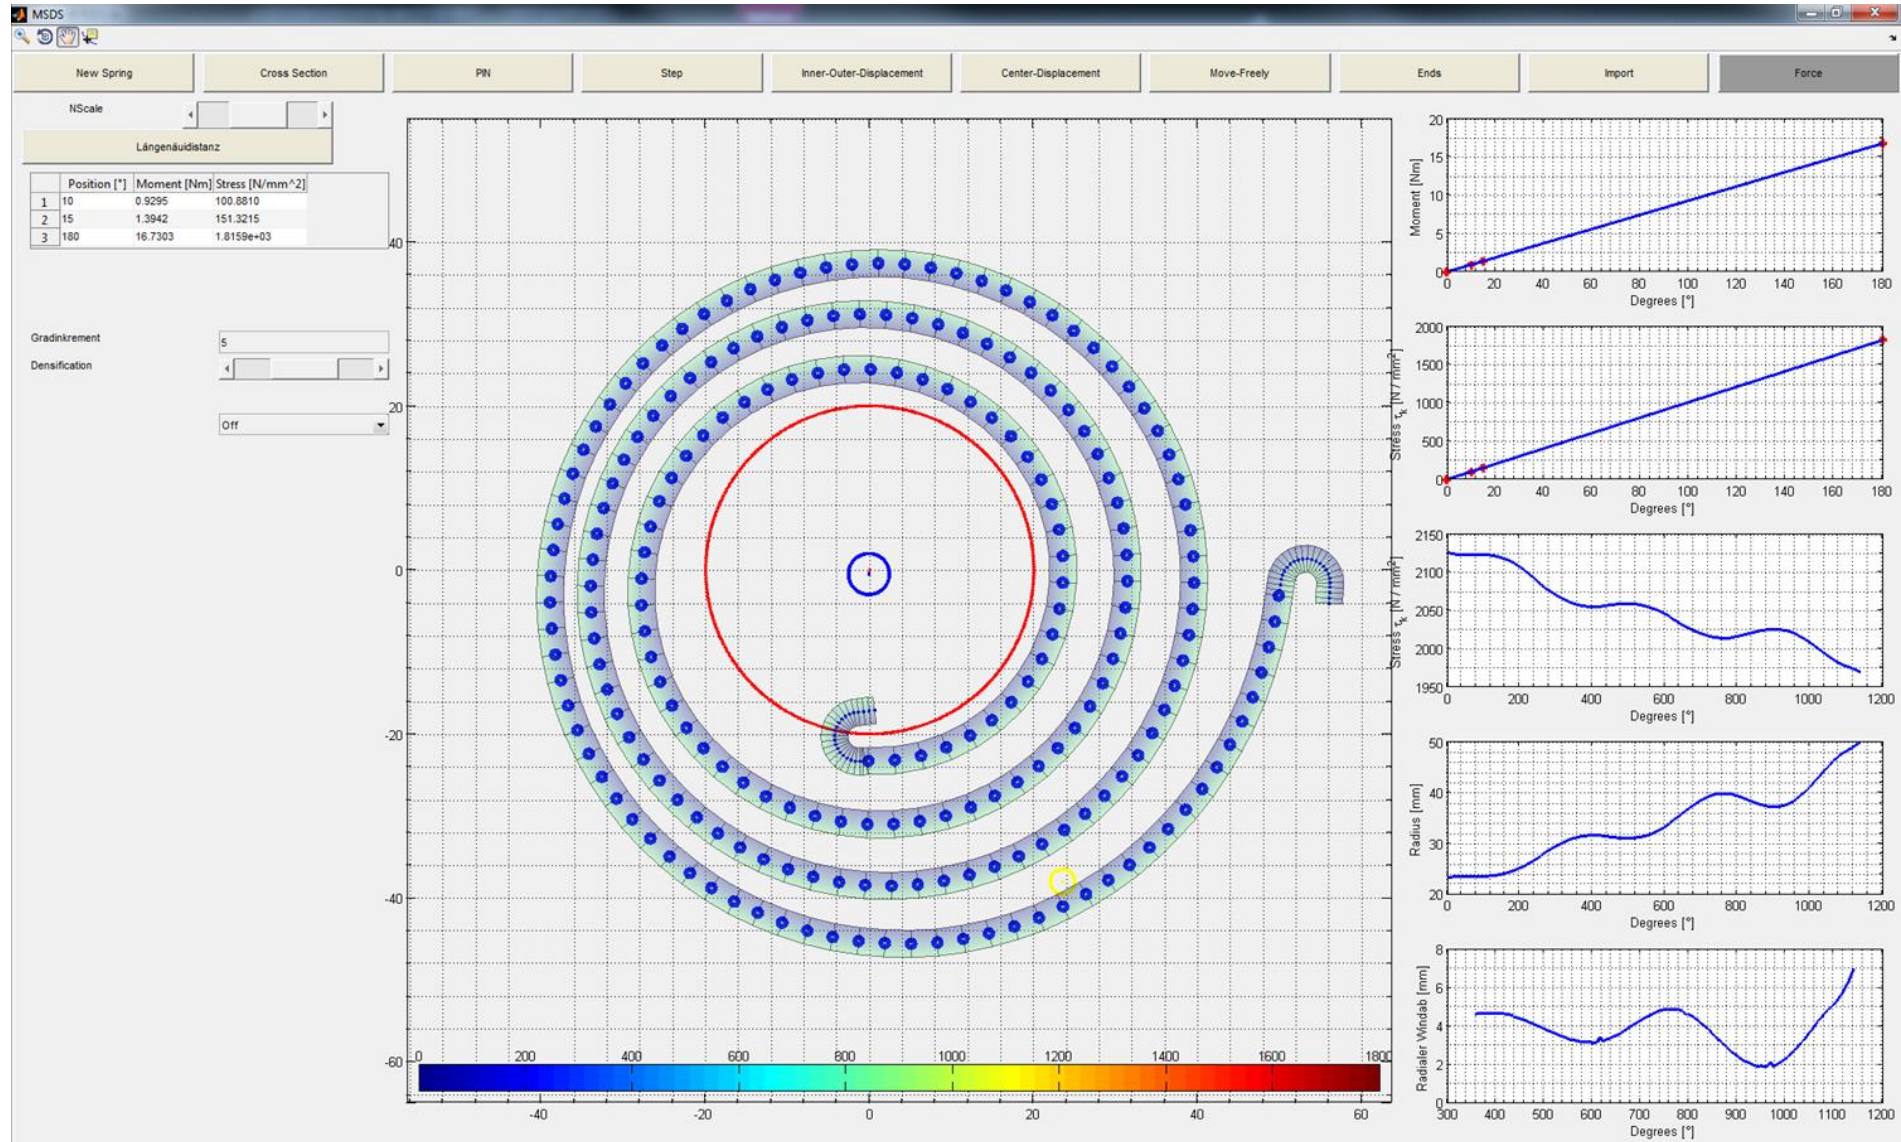 MSDS
New Spring Cross Section PIN Step Inner-Outer-Displacement Center-Displacement Move-Freely Ends Import Force
NScale
Längenäuidistanz
Position [°] Moment [Nm] Stress [N/mm^2]
1 10 0.9295 100.8810
2 15 1.3942 151.3215
3 180 16.7303 1.8159e+03
Gradinkrement 5
Densification
Off
40
20
0
-20
-40
-60
0 200 400 600 800 1000 1200 1400 1600 1800
-40 -20 0 20 40 60
Moment [Nm]
20
15
10
5
0
0 20 40 60 80 100 120 140 160 180
Degrees [°]
Stress τk [N / mm²]
2000
1500
1000
500
0
0 20 40 60 80 100 120 140 160 180
Degrees [°]
Stress τk [N / mm²]
2150
2100
2050
2000
1950
0 200 400 600 800 1000 1200
Degrees [°]
Radius [mm]
50
40
30
20
0 200 400 600 800 1000 1200
Degrees [°]
Radialer Windab [mm]
8
6
4
2
0
300 400 500 600 700 800 900 1000 1100 1200
Degrees [°]